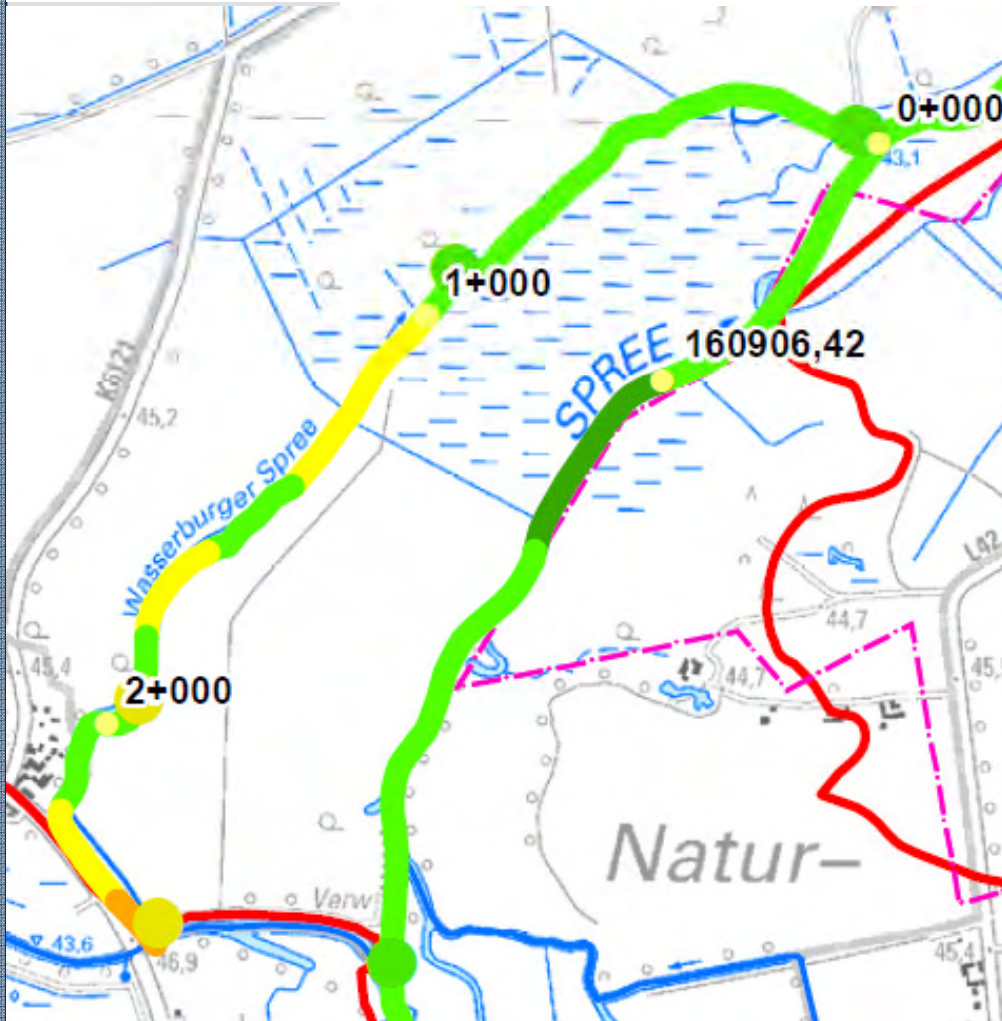 0+000
43,1
1+000
K6121
SPREE
160906,42
45,2
Wasserburger Spree
L42
44,7
45,4
2+000
44,7
Natur–
Verw
43,6
46,9
45,4